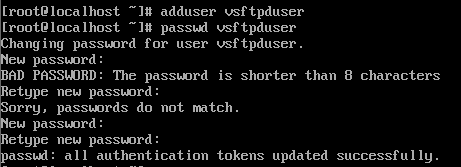 [root@localhost ~]# adduser vsftpduser
[root@localhost ~]# passwd vsftpduser
Changing password for user vsftpduser.
New password:
BAD PASSWORD: The password is shorter than 8 characters
Retype new password:
Sorry, passwords do not match.
New password:
Retype new password:
passwd: all authentication tokens updated successfully.